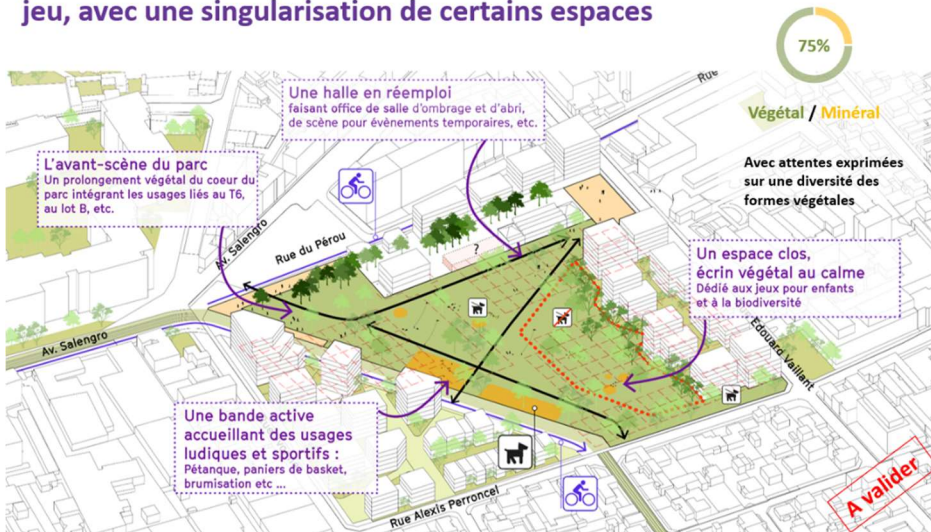 jeu, avec une singularisation de certains espaces
75%
Végétal / Minéral
Avec attentes exprimées
sur une diversité des
formes végétales
Une halle en réemploi
faisant office de salle d'ombrage et d'abri,
de scène pour évènements temporaires, etc.
L'avant-scène du parc
Un prolongement végétal du coeur du
parc intégrant les usages liés au T6,
au lot B, etc.
Rue
Av. Salengro
Rue du Pérou
?
Un espace clos,
écrin végétal au calme
Dédié aux jeux pour enfants
et à la biodiversité
Av. Salengro
Edouard Vaillant
Une bande active
accueillant des usages
ludiques et sportifs :
Pétanque, paniers de basket,
brumisation etc ...
Rue Alexis Perroncel
A valider